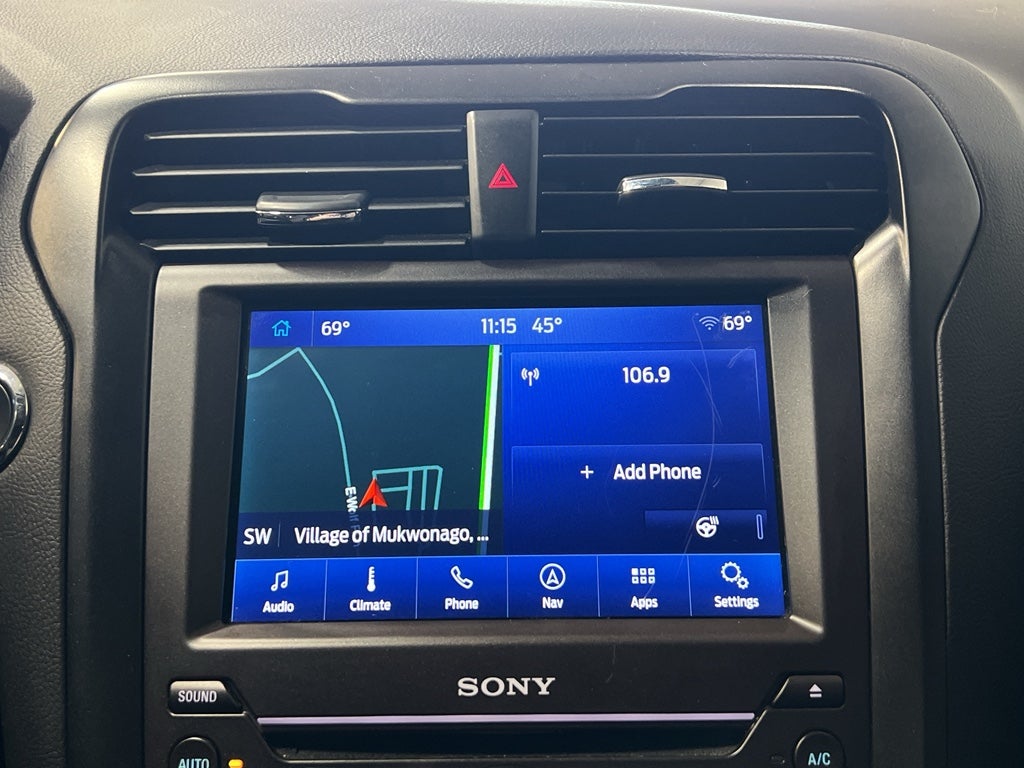 69° 11:15 45° 69°
106.9
+ Add Phone
SW Village of Mukwonago, ...
Audio Climate Phone Nav Apps Settings
SONY
SOUND
AUTO A/C